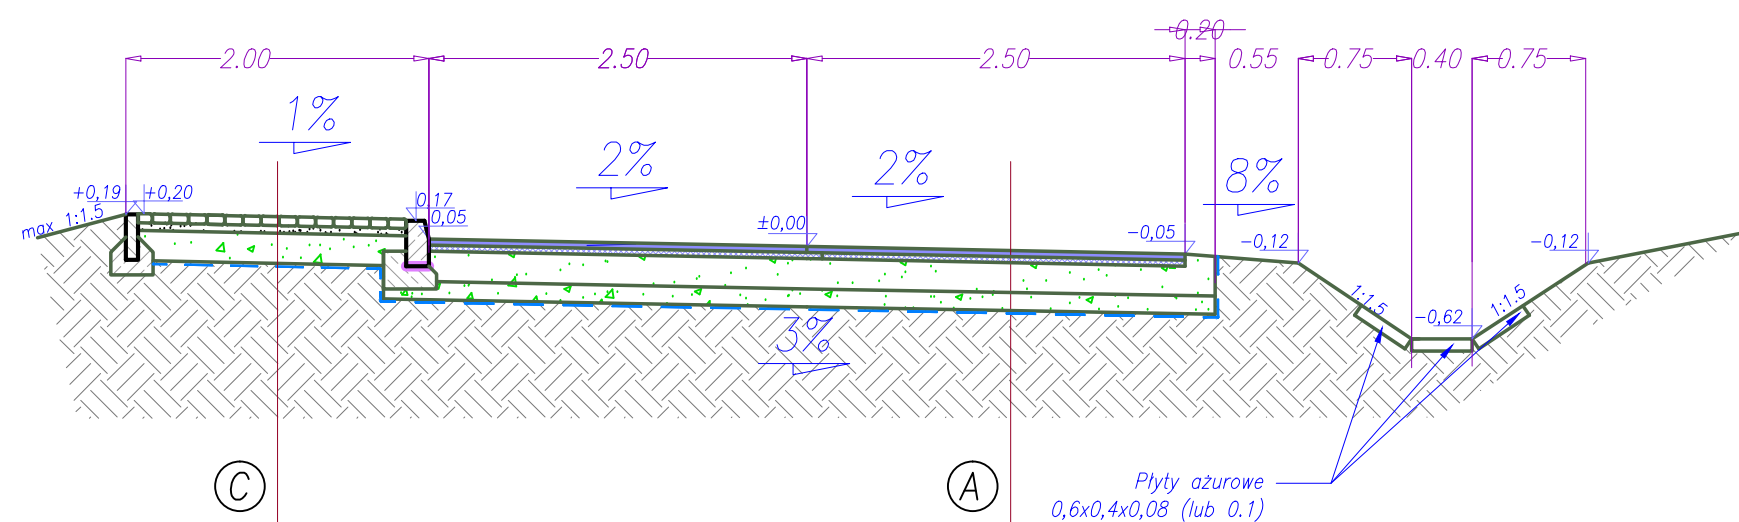 0.20
2.00 2.50 2.50 0.55 0.75 0.40 0.75
1%
2% 2% 8%
+0,19 +0,20 0,17
max 1:1.5 0,05 ±0,00 -0,05 -0,12 -0,12
1:1.5 -0,62 1:1.5
3%
C A
Płyty ażurowe
0,6x0,4x0,08 (lub 0.1)